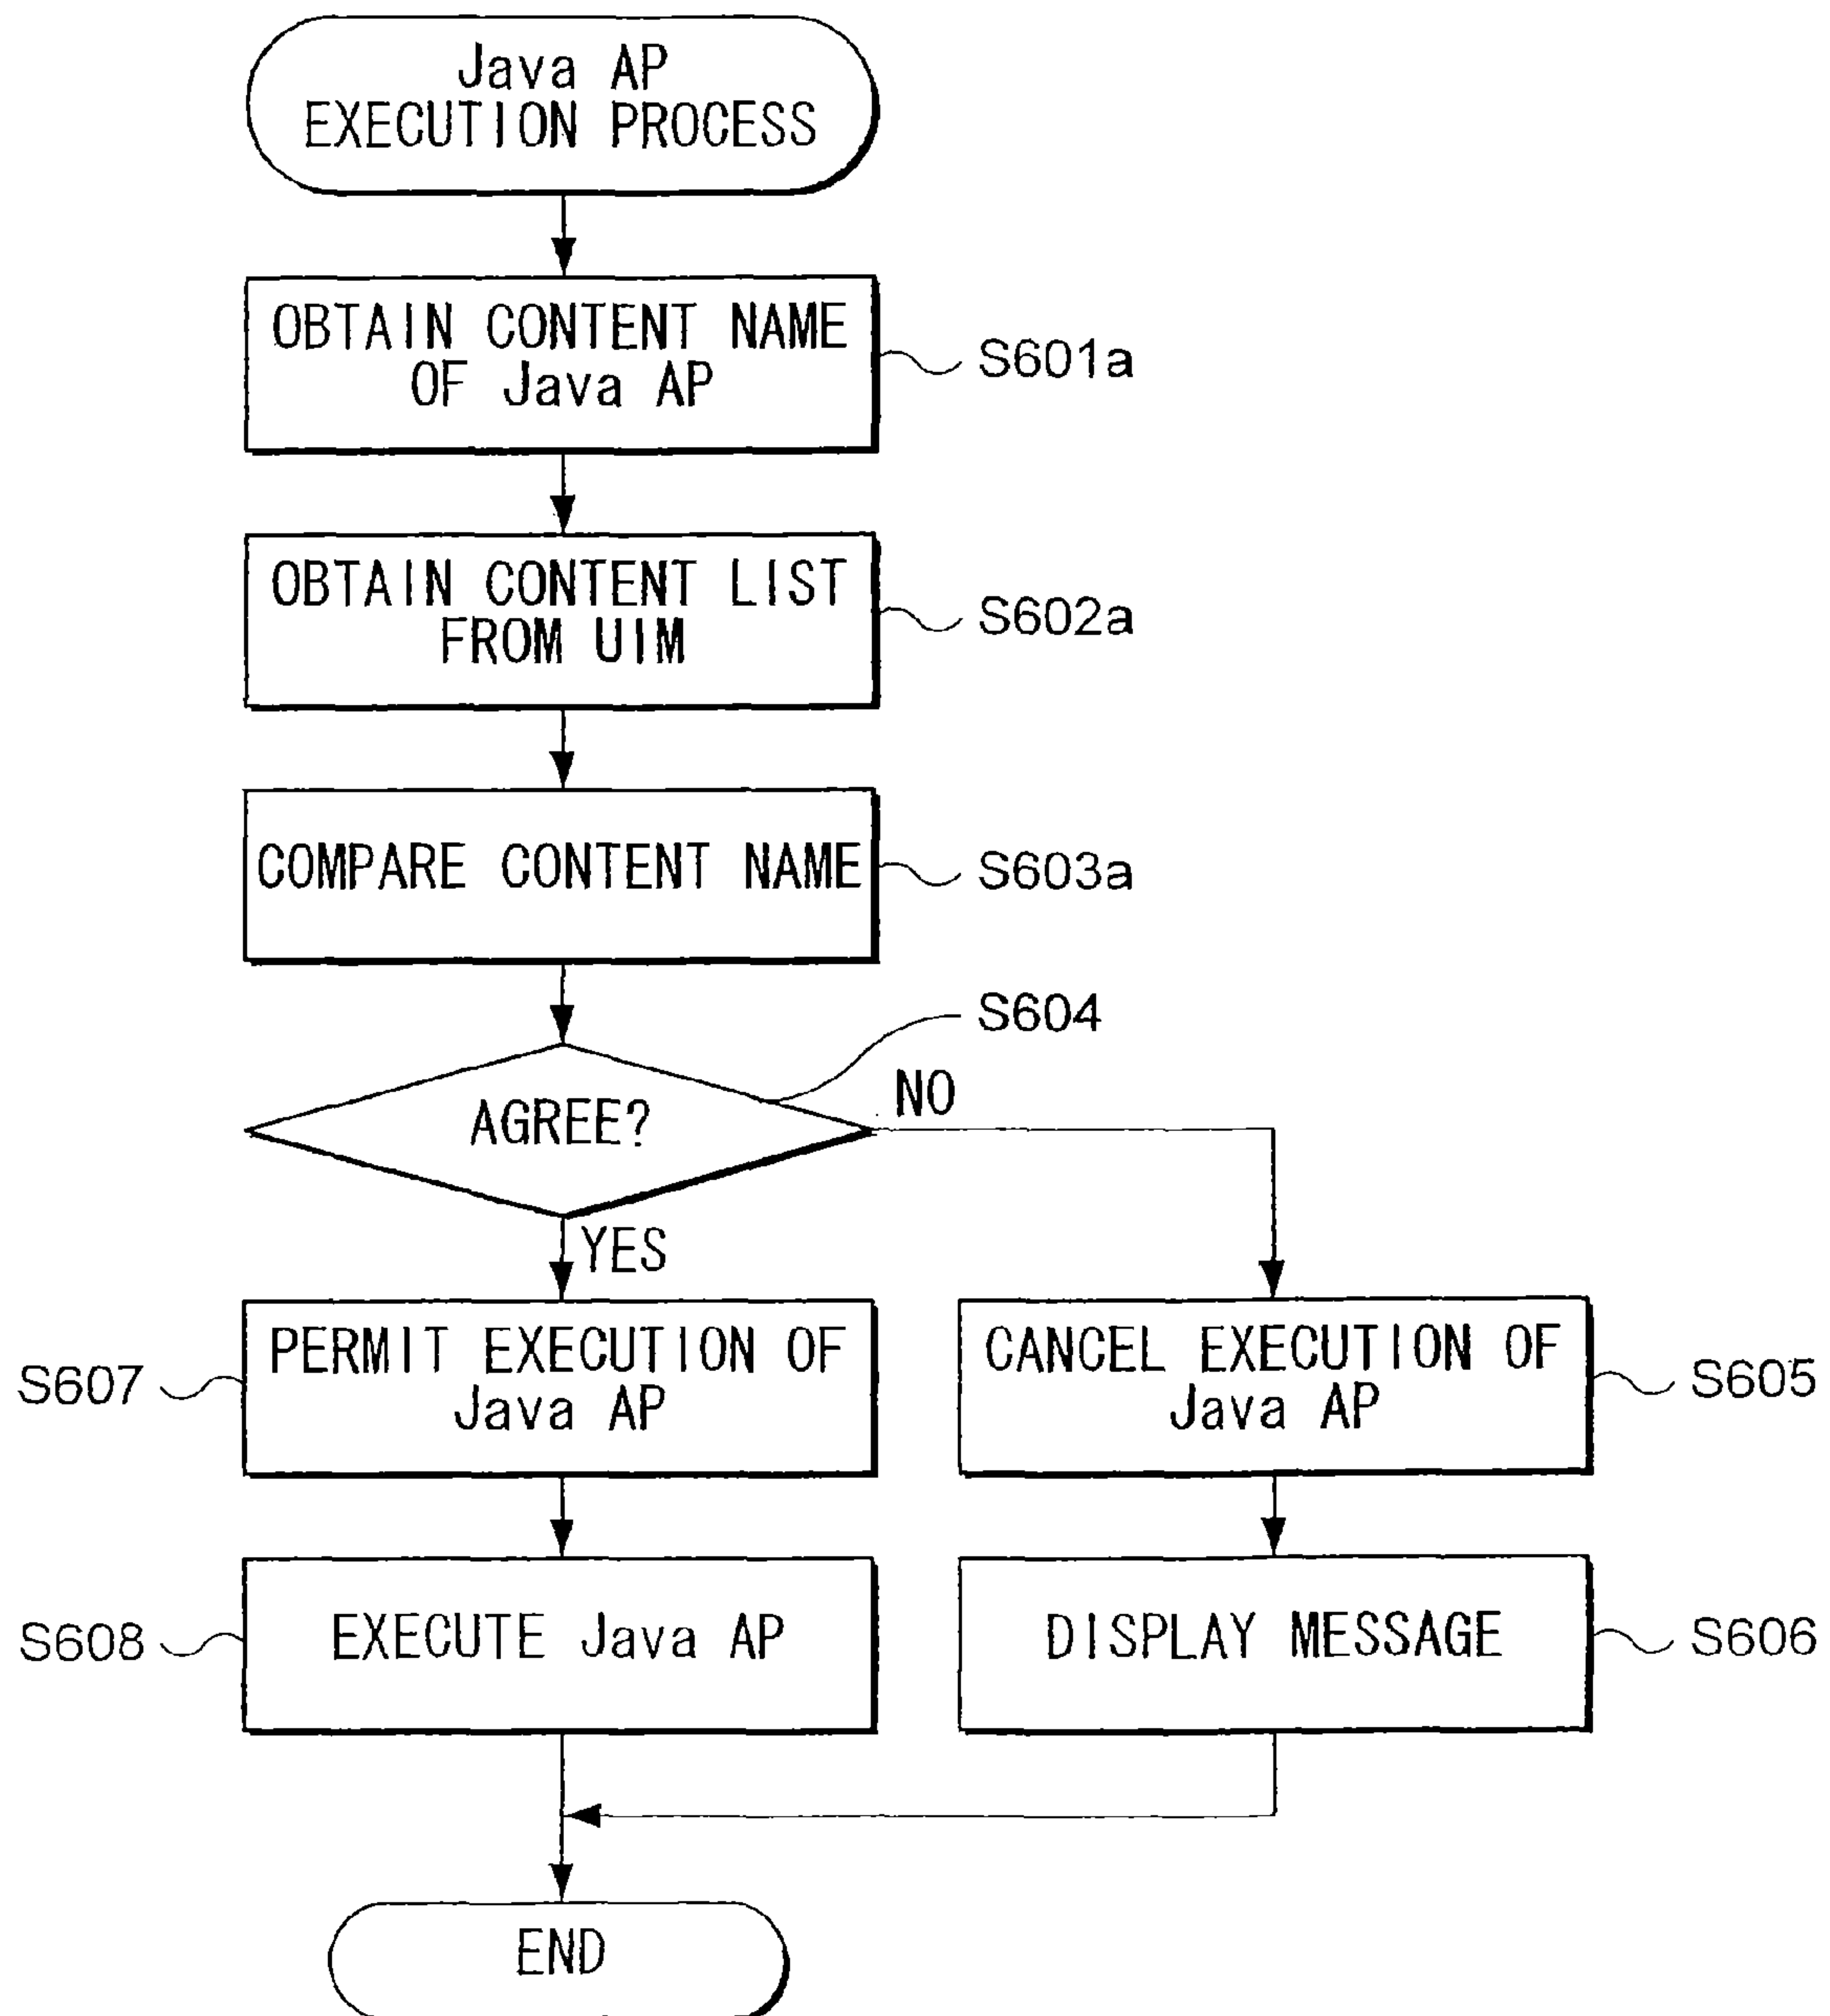 Java AP
EXECUTION PROCESS
OBTAIN CONTENT NAME
OF Java AP
S601a
OBTAIN CONTENT LIST
FROM UIM
S602a
COMPARE CONTENT NAME
S603a
S604
AGREE?
NO
YES
PERMIT EXECUTION OF
Java AP
S607
CANCEL EXECUTION OF
Java AP
S605
EXECUTE Java AP
S608
DISPLAY MESSAGE
S606
END